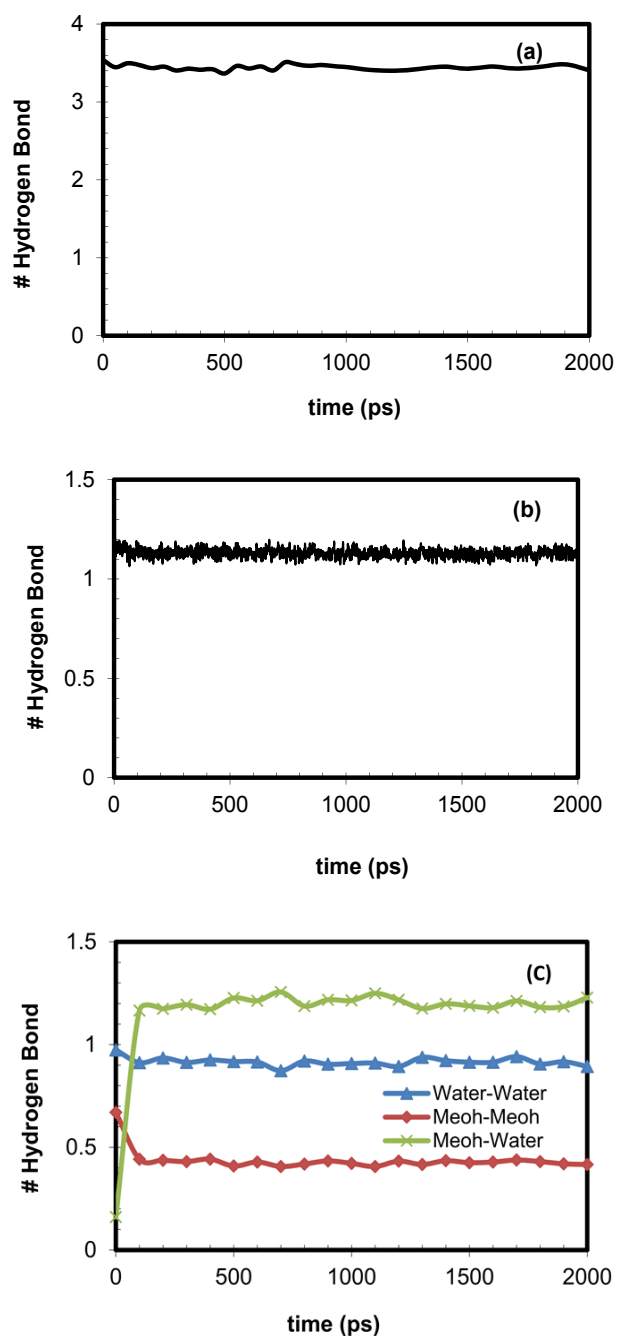 4
(a)
3
2
1
0
# Hydrogen Bond
0 500 1000 1500 2000
time (ps)
1.5
(b)
1
0.5
0
# Hydrogen Bond
0 500 1000 1500 2000
time (ps)
1.5
(C)
1
Water-Water
Meoh-Meoh
Meoh-Water
0.5
0
# Hydrogen Bond
0 500 1000 1500 2000
time (ps)